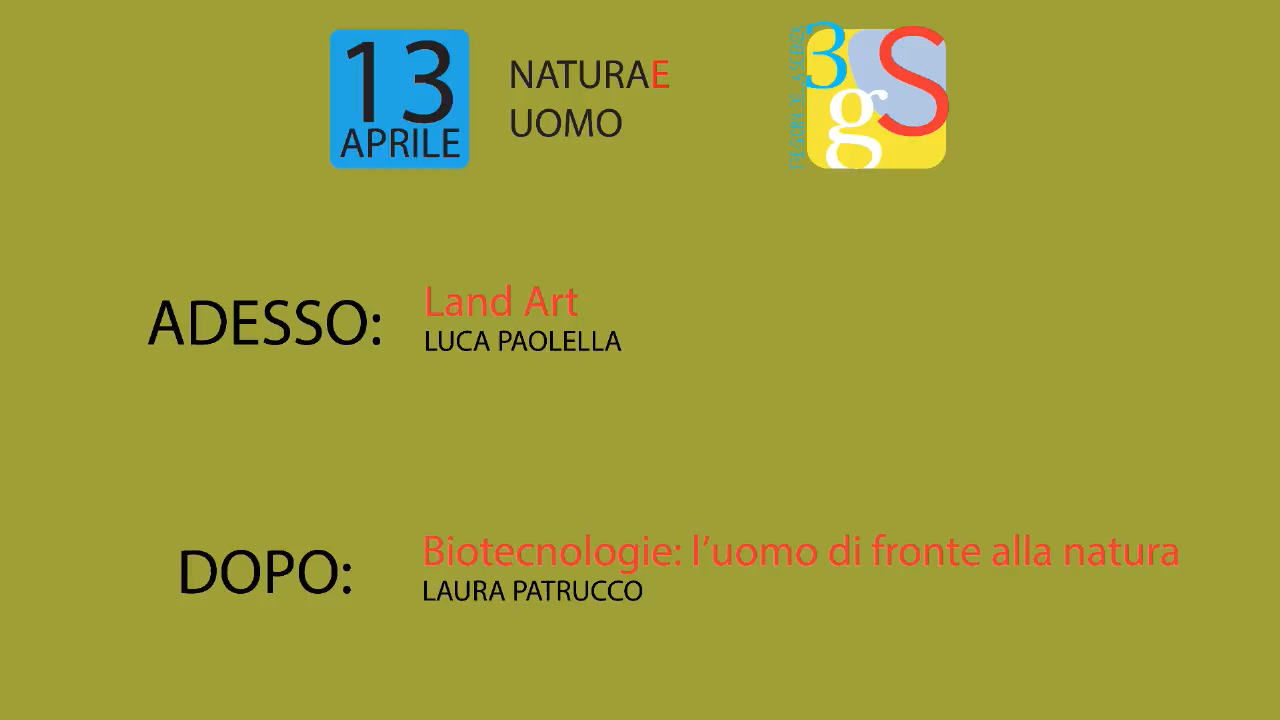 13
APRILE
NATURAE
UOMO
3gS
ADESSO:
Land Art
LUCA PAOLELLA
DOPO:
Biotecnologie: l'uomo di fronte alla natura
LAURA PATRUCCO